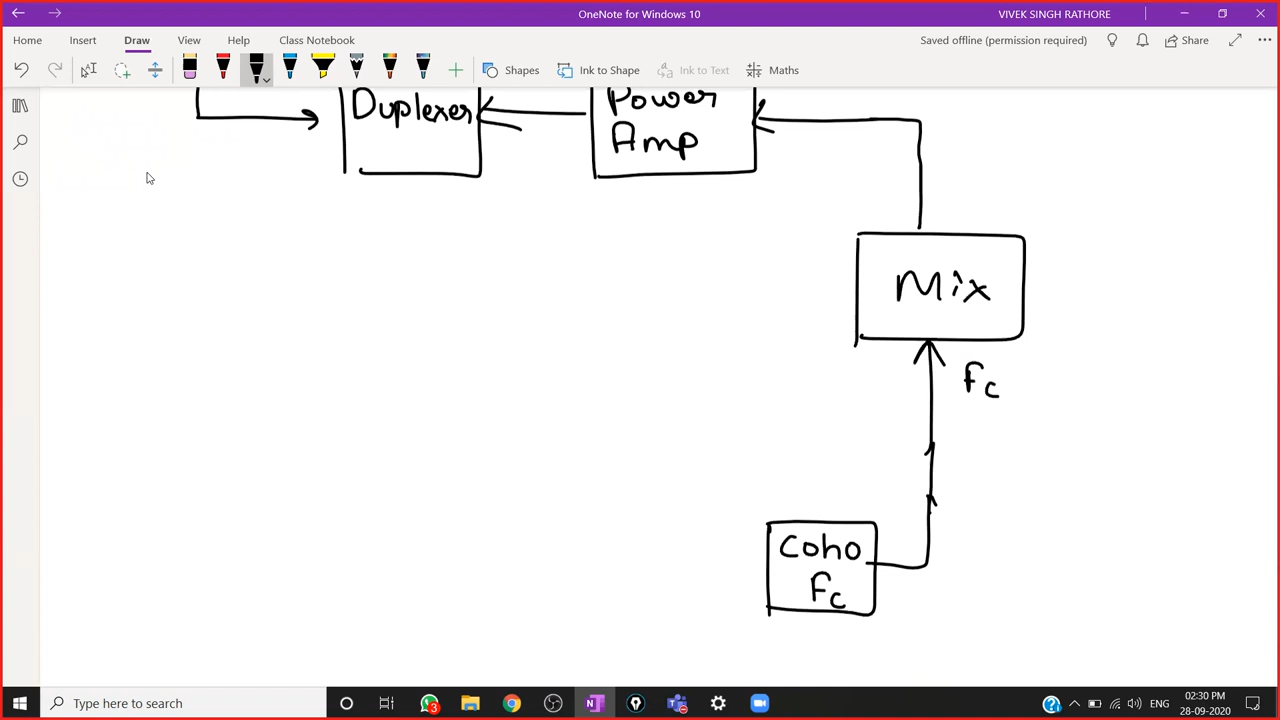 OneNote for Windows 10
VIVEK SINGH RATHORE
Home Insert Draw View Help Class Notebook
Saved offline (permission required)
Share
Shapes
Ink to Shape
Ink to Text
Maths
Duplexer
Power
Amp
Mix
fc
Coho
fc
Type here to search
3
ENG
02:30 PM
28-09-2020